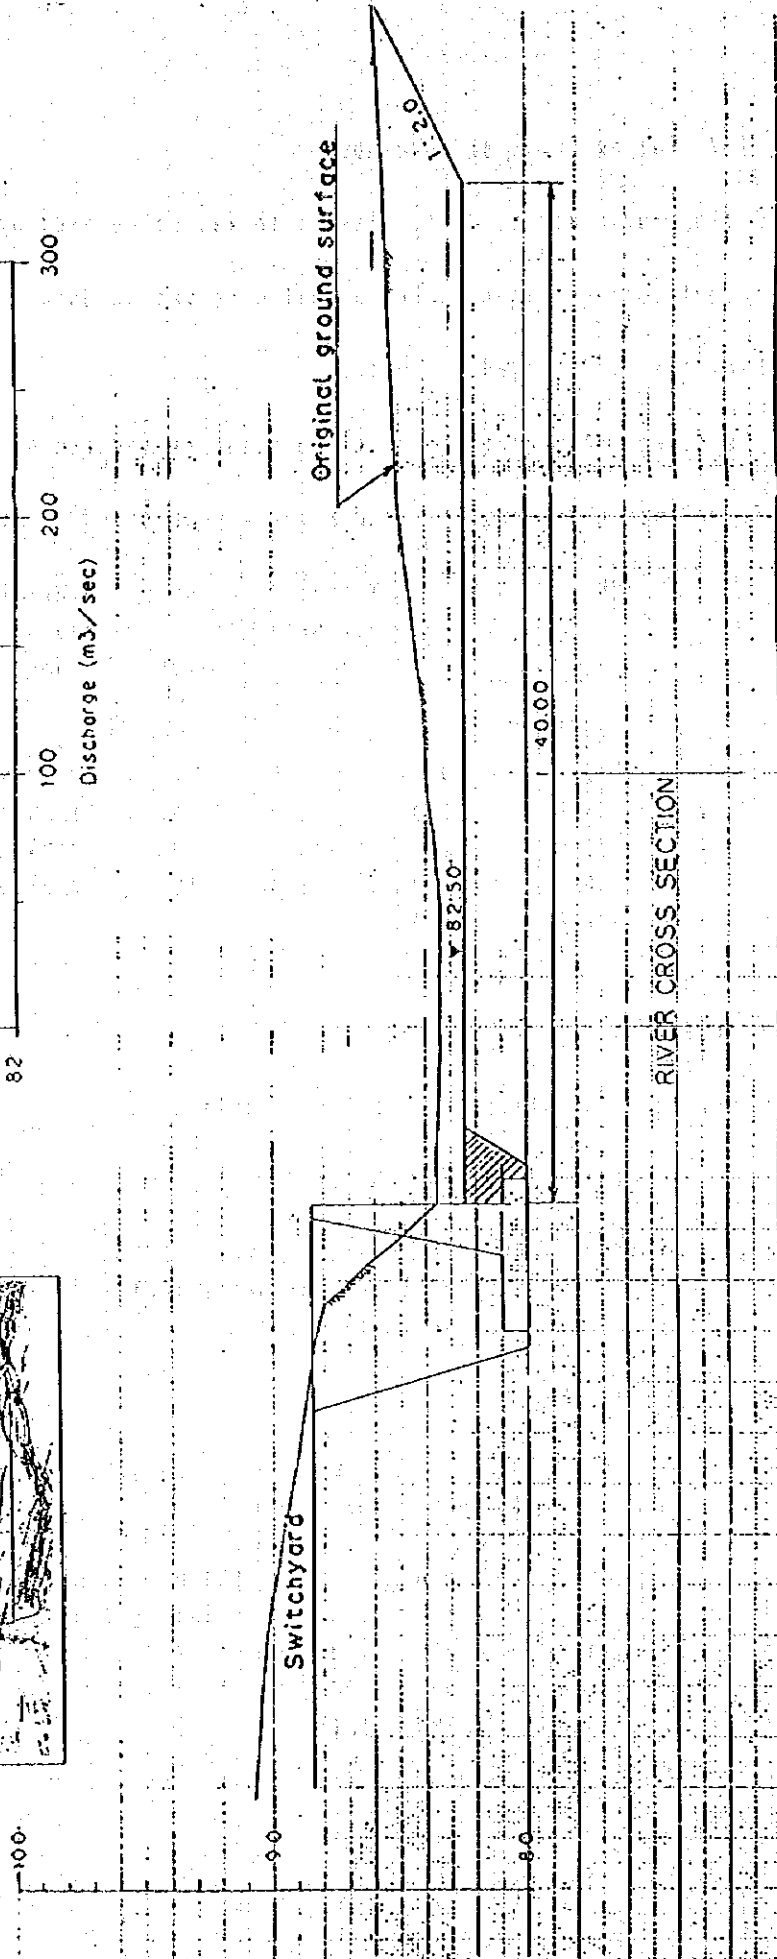 82
100
200
300
Discharge (m3/sec)
100
90
80
Switchyard
Original ground surface
1:2.0
82.50
40.00
RIVER CROSS SECTION